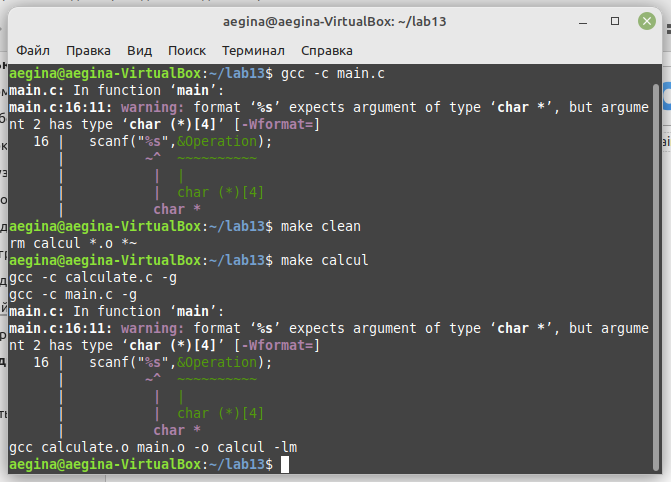 aegina@aegina-VirtualBox: ~/lab13
Файл Правка Вид Поиск Терминал Справка
aegina@aegina-VirtualBox:~/lab13$ gcc -c main.c
main.c: In function ‘main’:
main.c:16:11: warning: format ‘%s’ expects argument of type ‘char *’, but argume
nt 2 has type ‘char (*)[4]’ [-Wformat=]
   16 |   scanf("%s",&Operation);
      |          ~^  ~~~~~~~~~~
      |           |  |
      |           |  char (*)[4]
      |           char *
aegina@aegina-VirtualBox:~/lab13$ make clean
rm calcul *.o *~
aegina@aegina-VirtualBox:~/lab13$ make calcul
gcc -c calculate.c -g
gcc -c main.c -g
main.c: In function ‘main’:
main.c:16:11: warning: format ‘%s’ expects argument of type ‘char *’, but argume
nt 2 has type ‘char (*)[4]’ [-Wformat=]
   16 |   scanf("%s",&Operation);
      |          ~^  ~~~~~~~~~~
      |           |  |
      |           |  char (*)[4]
      |           char *
gcc calculate.o main.o -o calcul -lm
aegina@aegina-VirtualBox:~/lab13$